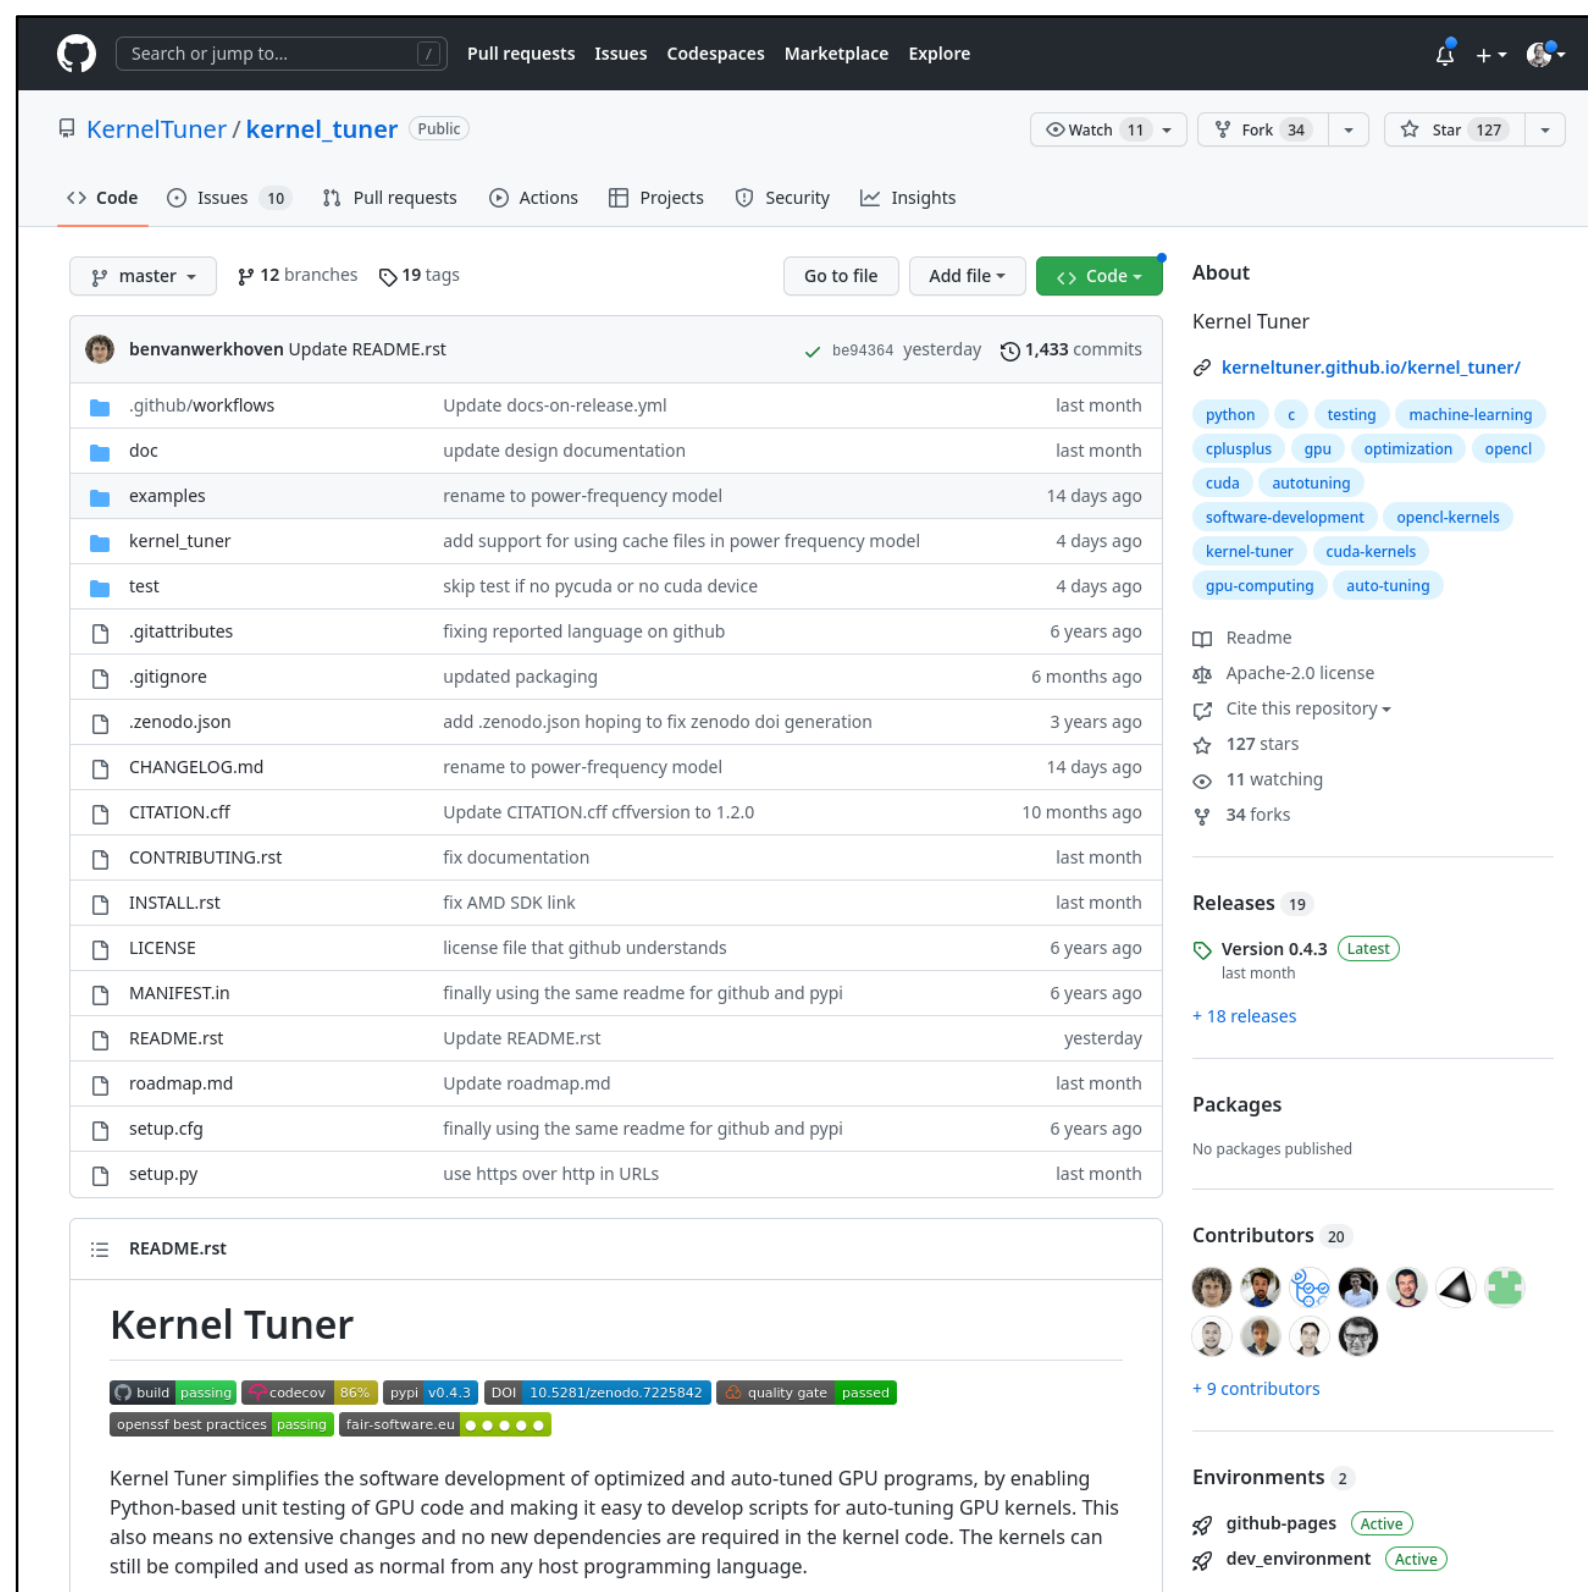 Search or jump to... /
Pull requests Issues Codespaces Marketplace Explore
KernelTuner / kernel_tuner Public
Watch 11 Fork 34 Star 127
Code Issues 10 Pull requests Actions Projects Security Insights
master 12 branches 19 tags Go to file Add file Code
benvanwerkhoven Update README.rst be94364 yesterday 1,433 commits
.github/workflows Update docs-on-release.yml last month
doc update design documentation last month
examples rename to power-frequency model 14 days ago
kernel_tuner add support for using cache files in power frequency model 4 days ago
test skip test if no pycuda or no cuda device 4 days ago
.gitattributes fixing reported language on github 6 years ago
.gitignore updated packaging 6 months ago
.zenodo.json add .zenodo.json hoping to fix zenodo doi generation 3 years ago
CHANGELOG.md rename to power-frequency model 14 days ago
CITATION.cff Update CITATION.cff cffversion to 1.2.0 10 months ago
CONTRIBUTING.rst fix documentation last month
INSTALL.rst fix AMD SDK link last month
LICENSE license file that github understands 6 years ago
MANIFEST.in finally using the same readme for github and pypi 6 years ago
README.rst Update README.rst yesterday
roadmap.md Update roadmap.md last month
setup.cfg finally using the same readme for github and pypi 6 years ago
setup.py use https over http in URLs last month
README.rst
Kernel Tuner
build passing codecov 86% pypi v0.4.3 DOI 10.5281/zenodo.7225842 quality gate passed
openssf best practices passing fair-software.eu
Kernel Tuner simplifies the software development of optimized and auto-tuned GPU programs, by enabling
Python-based unit testing of GPU code and making it easy to develop scripts for auto-tuning GPU kernels. This
also means no extensive changes and no new dependencies are required in the kernel code. The kernels can
still be compiled and used as normal from any host programming language.
About
Kernel Tuner
kerneltuner.github.io/kernel_tuner/
python c testing machine-learning
cplusplus gpu optimization opencl
cuda autotuning
software-development opencl-kernels
kernel-tuner cuda-kernels
gpu-computing auto-tuning
Readme
Apache-2.0 license
Cite this repository
127 stars
11 watching
34 forks
Releases 19
Version 0.4.3 Latest
last month
+ 18 releases
Packages
No packages published
Contributors 20
+ 9 contributors
Environments 2
github-pages Active
dev_environment Active